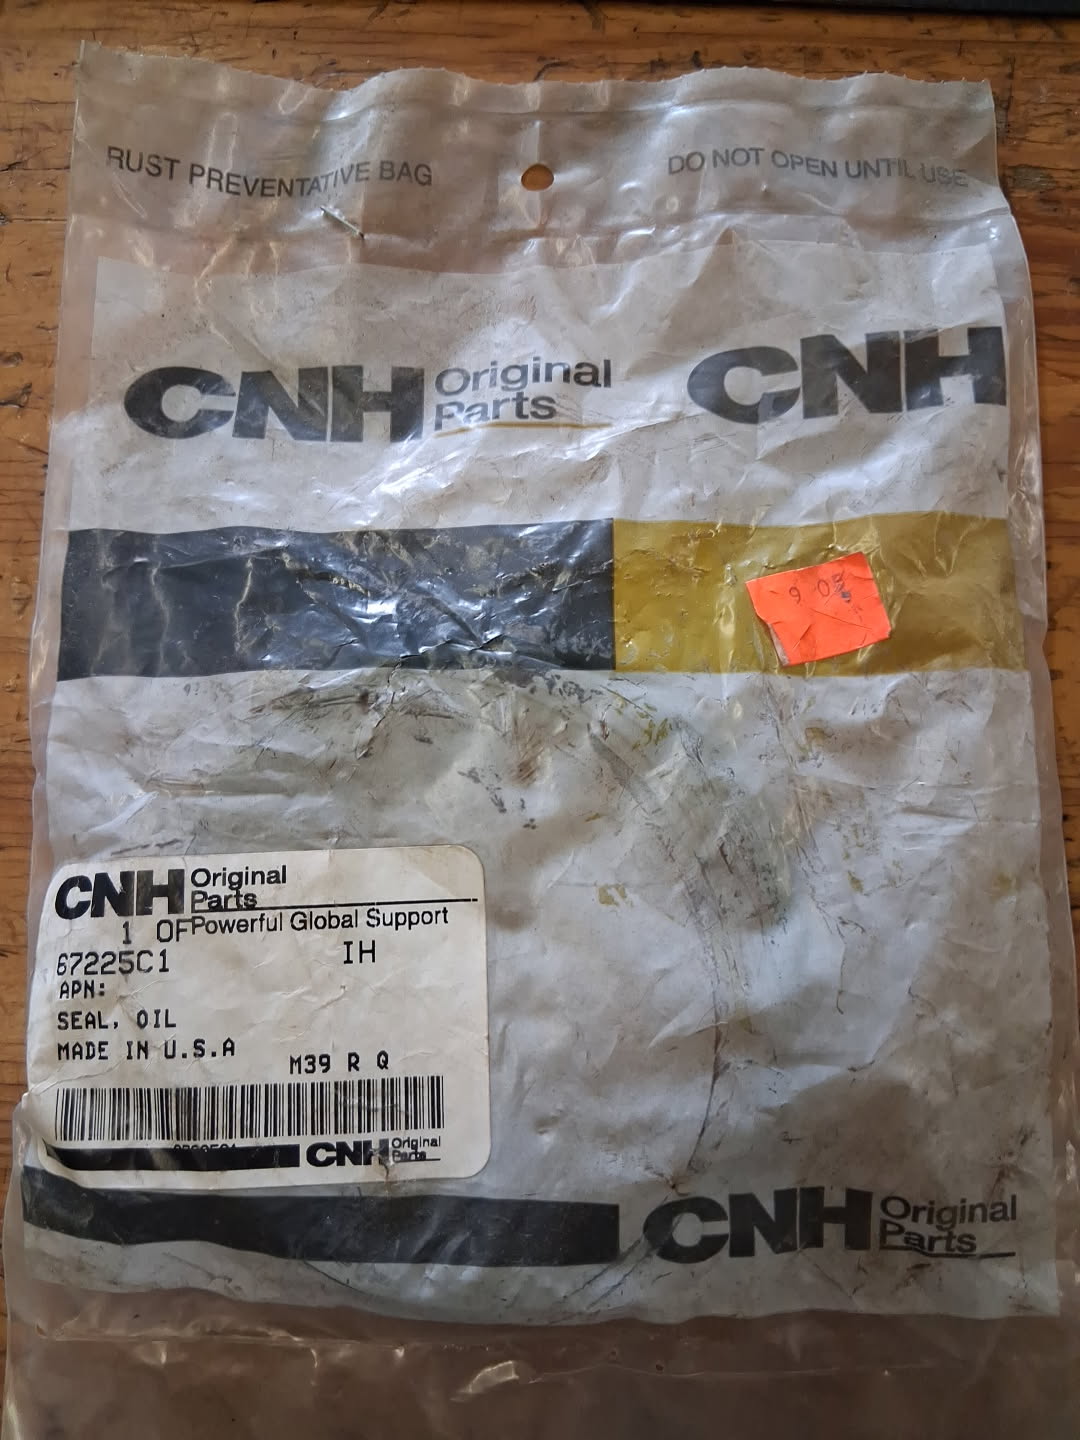 RUST PREVENTATIVE BAG
DO NOT OPEN UNTIL USE
CNH Original
Parts
CNH
CNH Original
Parts
1 OF Powerful Global Support
67225C1 IH
APN:
SEAL, OIL
MADE IN U.S.A
M39 R Q
CNH Original
Parts
CNH Original
Parts